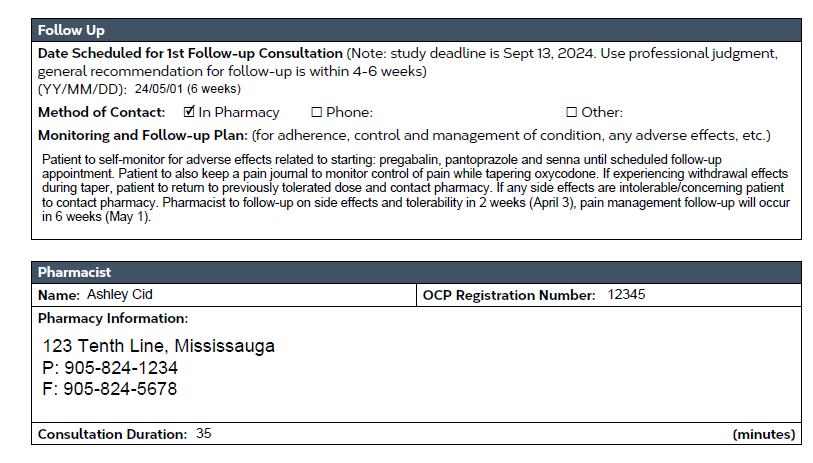 Follow Up
Date Scheduled for 1st Follow-up Consultation (Note: study deadline is Sept 13, 2024. Use professional judgment,
general recommendation for follow-up is within 4-6 weeks)
(YY/MM/DD): 24/05/01 (6 weeks)
Method of Contact: ☑ In Pharmacy ☐ Phone: ☐ Other:
Monitoring and Follow-up Plan: (for adherence, control and management of condition, any adverse effects, etc.)
Patient to self-monitor for adverse effects related to starting: pregabalin, pantoprazole and senna until scheduled follow-up
appointment. Patient to also keep a pain journal to monitor control of pain while tapering oxycodone. If experiencing withdrawal effects
during taper, patient to return to previously tolerated dose and contact pharmacy. If any side effects are intolerable/concerning patient
to contact pharmacy. Pharmacist to follow-up on side effects and tolerability in 2 weeks (April 3), pain management follow-up will occur
in 6 weeks (May 1).
Pharmacist
Name: Ashley Cid OCP Registration Number: 12345
Pharmacy Information:
123 Tenth Line, Mississauga
P: 905-824-1234
F: 905-824-5678
Consultation Duration: 35 (minutes)